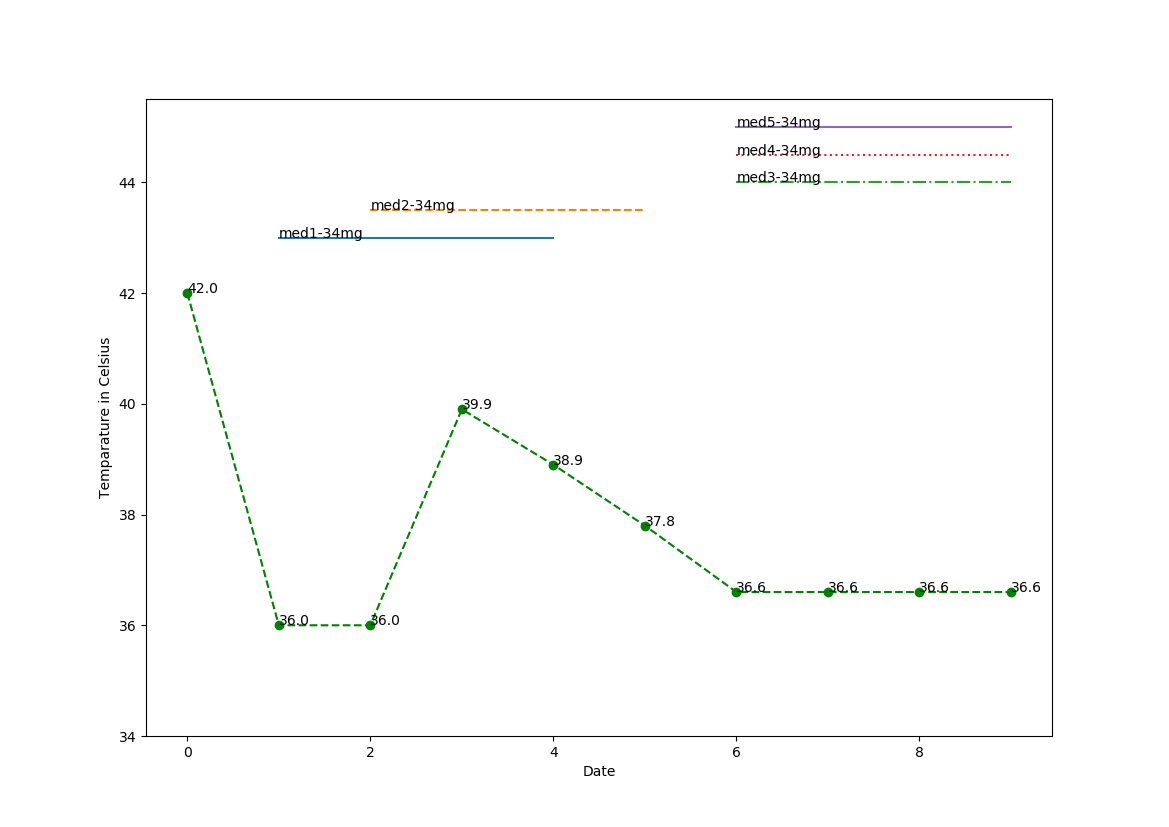 med5-34mg
med4-34mg
med3-34mg
44
med2-34mg
med1-34mg
42.0
42
39.9
40
38.9
37.8
38
36.6 36.6 36.6 36.6
36.0 36.0
36
34
0 2 4 6 8
Date
Temparature in Celsius